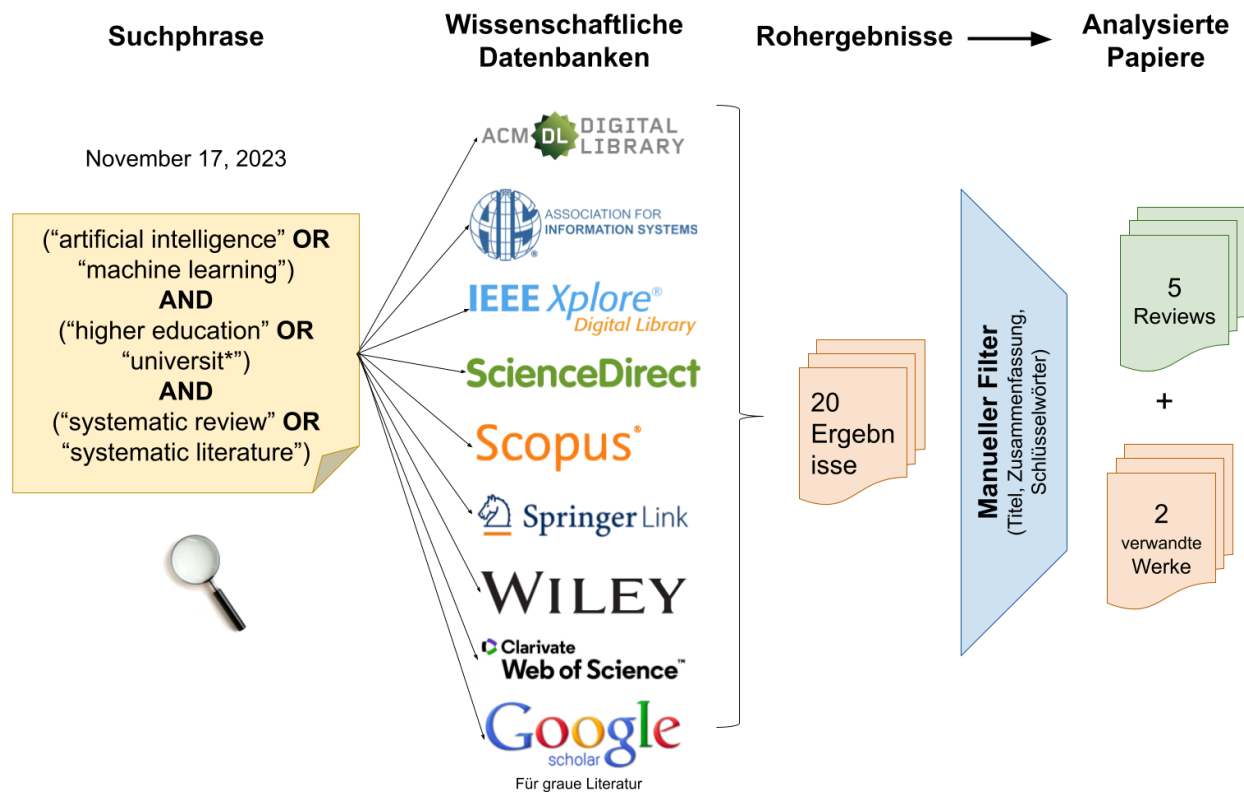 Suchphrase
Wissenschaftliche
Datenbanken
Rohergebnisse
Analysierte
Papiere
November 17, 2023
(“artificial intelligence” OR
“machine learning”)
AND
(“higher education” OR
“universit*”)
AND
(“systematic review” OR
“systematic literature”)
ACM DL DIGITAL
LIBRARY
ASSOCIATION FOR
INFORMATION SYSTEMS
®
IEEE Xplore®
Digital Library
ScienceDirect
Scopus®
Springer Link
WILEY
Clarivate
Web of Science™
Google
scholar
Für graue Literatur
20
Ergebn
isse
Manueller Filter
(Titel, Zusammenfassung,
Schlüsselwörter)
5
Reviews
+
2
verwandte
Werke